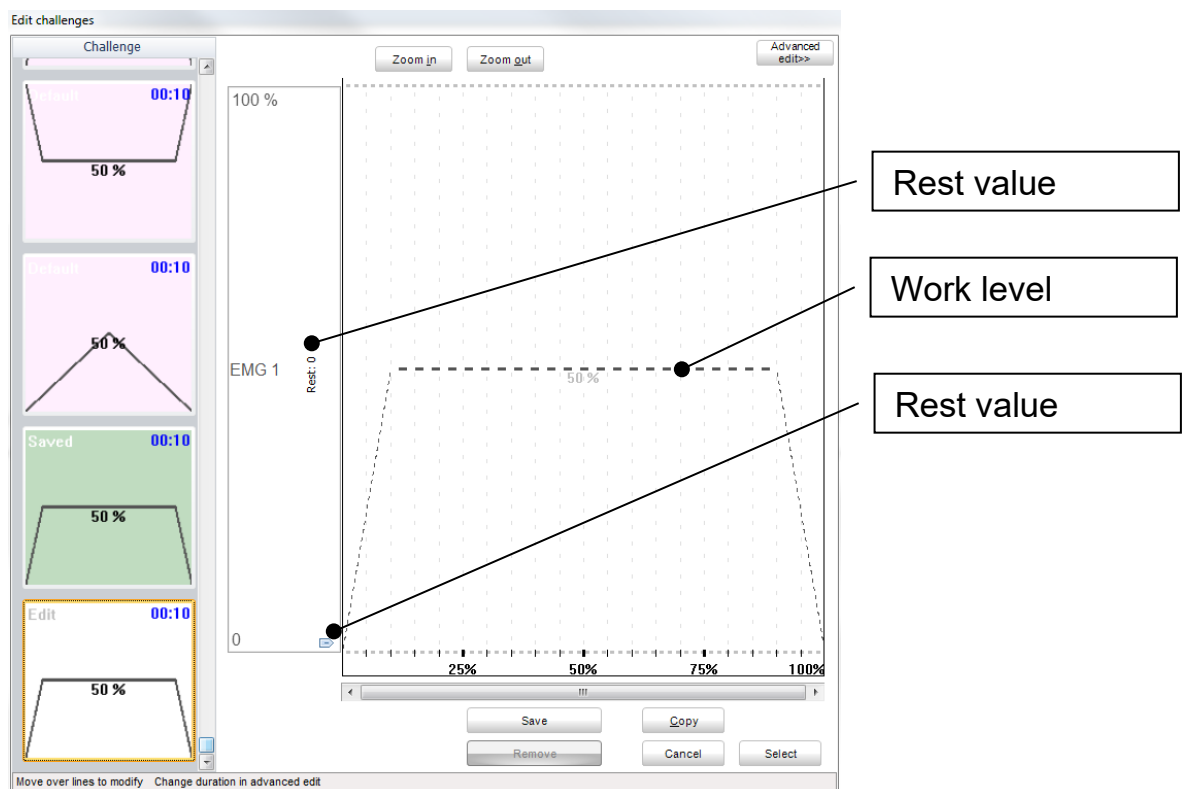 Edit challenges
Challenge
Default 00:10
50 %
Default 00:10
50 %
Saved 00:10
50 %
Edit 00:10
50 %
Zoom in
Zoom out
Advanced
edit>>
100 %
EMG 1
Rest: 0
0
50 %
25%
50%
75%
100%
Save
Copy
Remove
Cancel
Select
Move over lines to modify Change duration in advanced edit
Rest value
Work level
Rest value